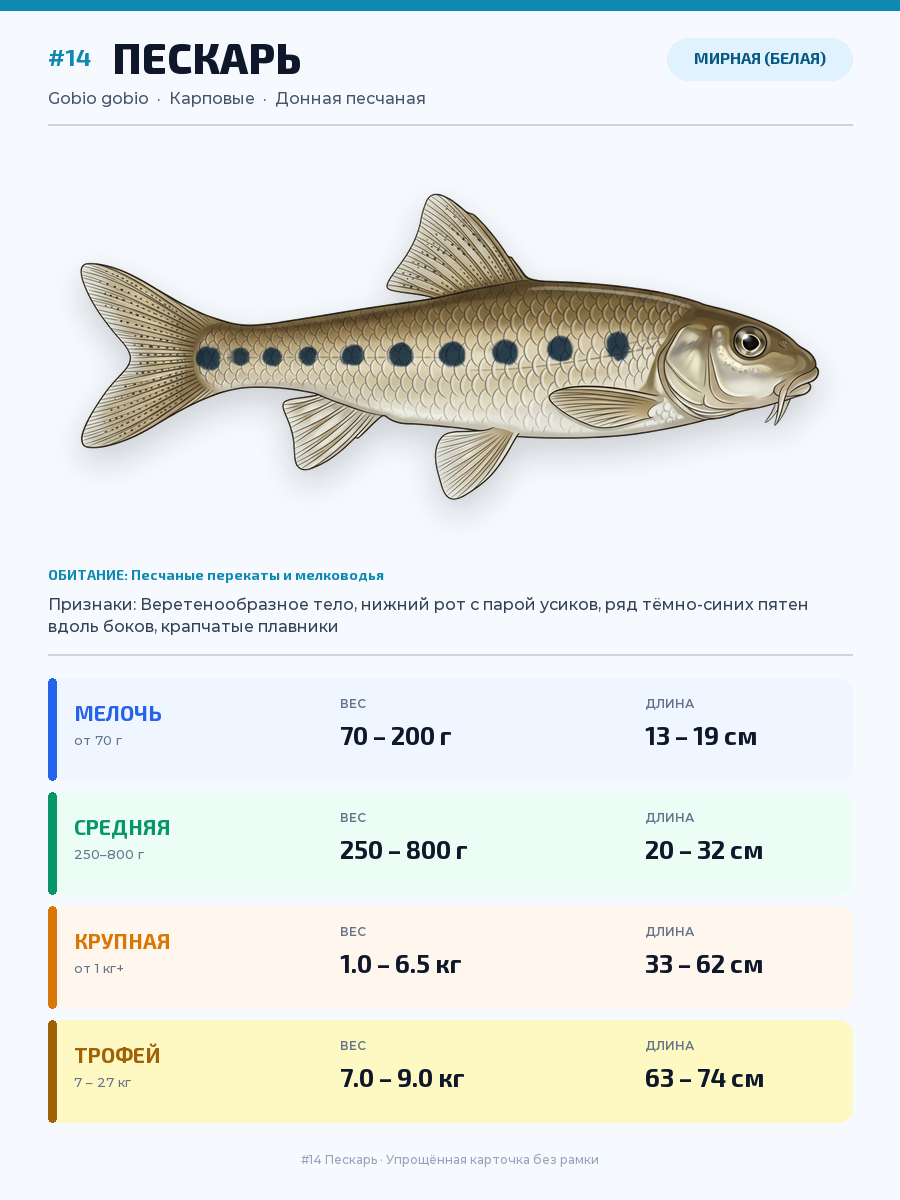 #14 ПЕСКАРЬ
МИРНАЯ (БЕЛАЯ)
Gobio gobio · Карповые · Донная песчаная
ОБИТАНИЕ: Песчаные перекаты и мелководья
Признаки: Веретенообразное тело, нижний рот с парой усиков, ряд тёмно-синих пятен
вдоль боков, крапчатые плавники
МЕЛОЧЬ
от 70 г
ВЕС
70 – 200 г
ДЛИНА
13 – 19 см
СРЕДНЯЯ
250–800 г
ВЕС
250 – 800 г
ДЛИНА
20 – 32 см
КРУПНАЯ
от 1 кг+
ВЕС
1.0 – 6.5 кг
ДЛИНА
33 – 62 см
ТРОФЕЙ
7 – 27 кг
ВЕС
7.0 – 9.0 кг
ДЛИНА
63 – 74 см
#14 Пескарь · Упрощённая карточка без рамки